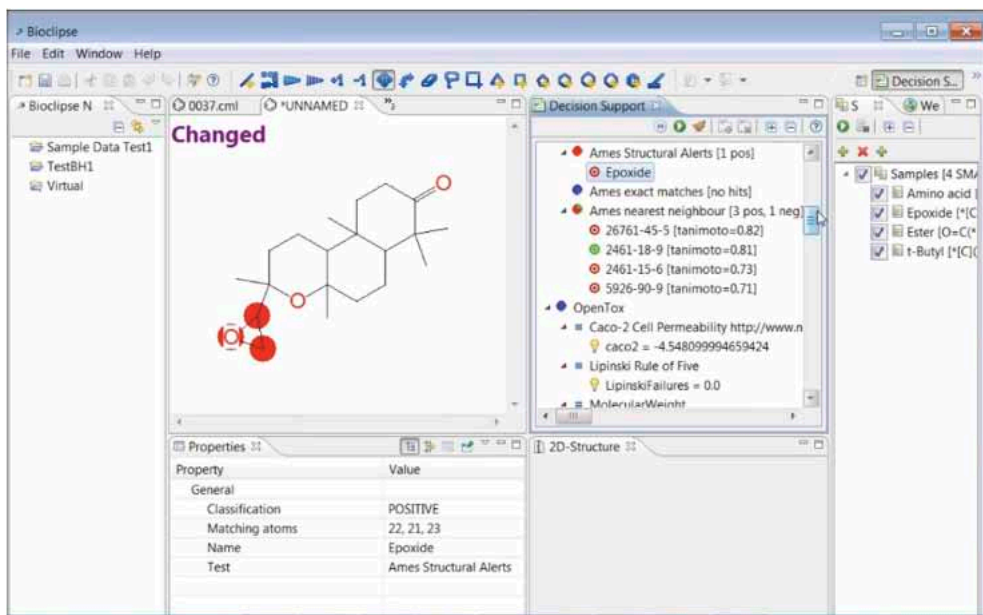 Bioclipse
File Edit Window Help
Decision S...
Bioclipse N
Sample Data Test1
TestBH1
Virtual
0037.cml
*UNNAMED
Changed
O
O
O
Decision Support
Ames Structural Alerts [1 pos]
Epoxide
Ames exact matches [no hits]
Ames nearest neighbour [3 pos, 1 neg]
26761-45-5 [tanimoto=0.82]
2461-18-9 [tanimoto=0.81]
2461-15-6 [tanimoto=0.73]
5926-90-9 [tanimoto=0.71]
OpenTox
Caco-2 Cell Permeability http://www.n
caco2 = -4.548099994659424
Lipinski Rule of Five
LipinskiFailures = 0.0
MolecularWeight
S
We
Samples [4 SMA
Amino acid [
Epoxide [*[C
Ester [O=C(*
t-Butyl [*[C](
Properties
Property Value
General
Classification POSITIVE
Matching atoms 22, 21, 23
Name Epoxide
Test Ames Structural Alerts
2D-Structure